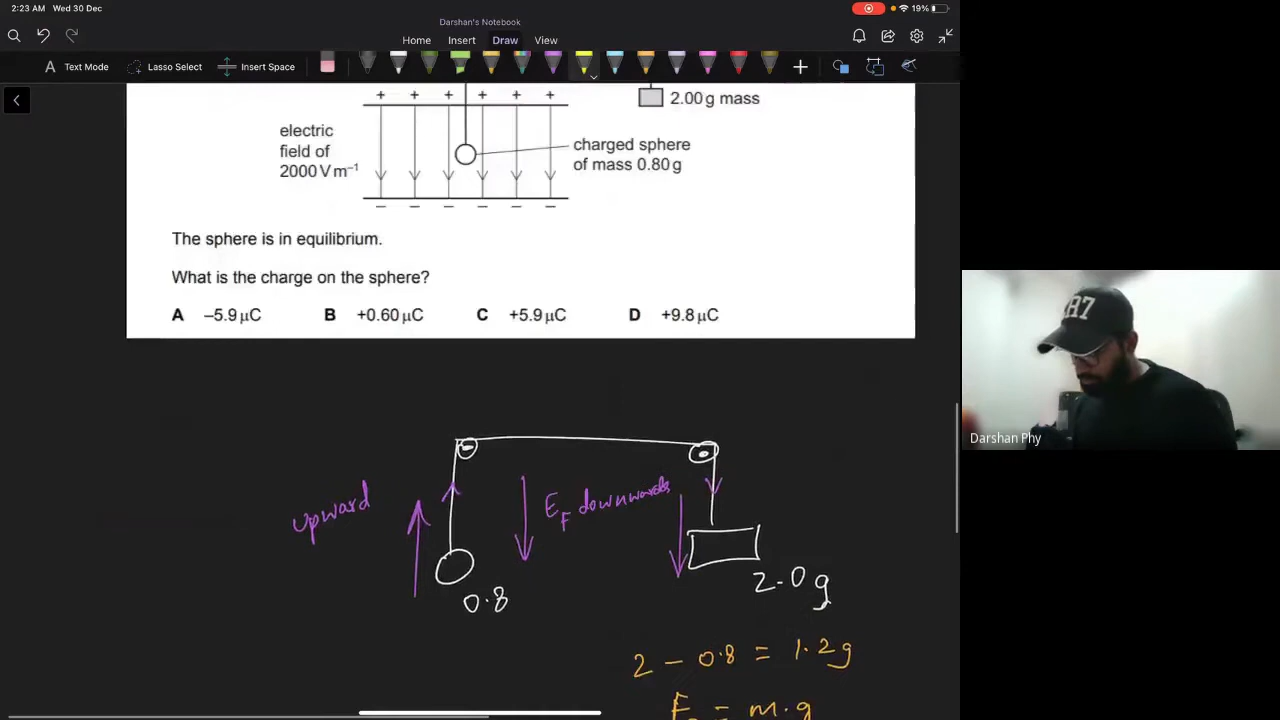 2:23 AM Wed 30 Dec
19%
Darshan's Notebook
Home Insert Draw View
A Text Mode Lasso Select Insert Space
+ + + + + +
2.00 g mass
electric
field of
2000 V m⁻¹
charged sphere
of mass 0.80 g
− − − − − −
The sphere is in equilibrium.
What is the charge on the sphere?
A −5.9 μC B +0.60 μC C +5.9 μC D +9.8 μC
Darshan Phy
upward
E_F downwards
0.8
2.0 g
2 − 0.8 = 1.2 g
= m.g